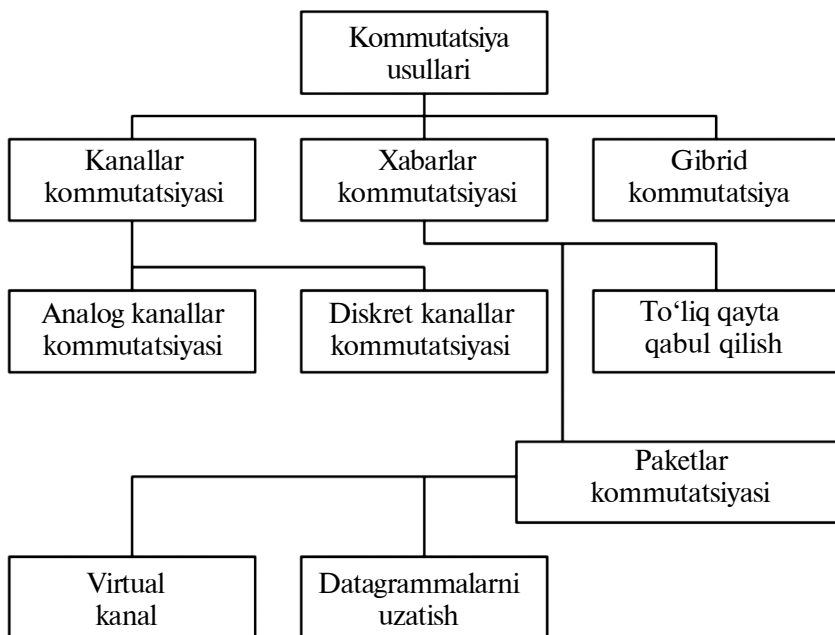 Kommutatsiya
usullari
Kanallar
kommutatsiyasi
Xabarlar
kommutatsiyasi
Gibrid
kommutatsiya
Analog kanallar
kommutatsiyasi
Diskret kanallar
kommutatsiyasi
To‘liq qayta
qabul qilish
Paketlar
kommutatsiyasi
Virtual
kanal
Datagrammalarni
uzatish